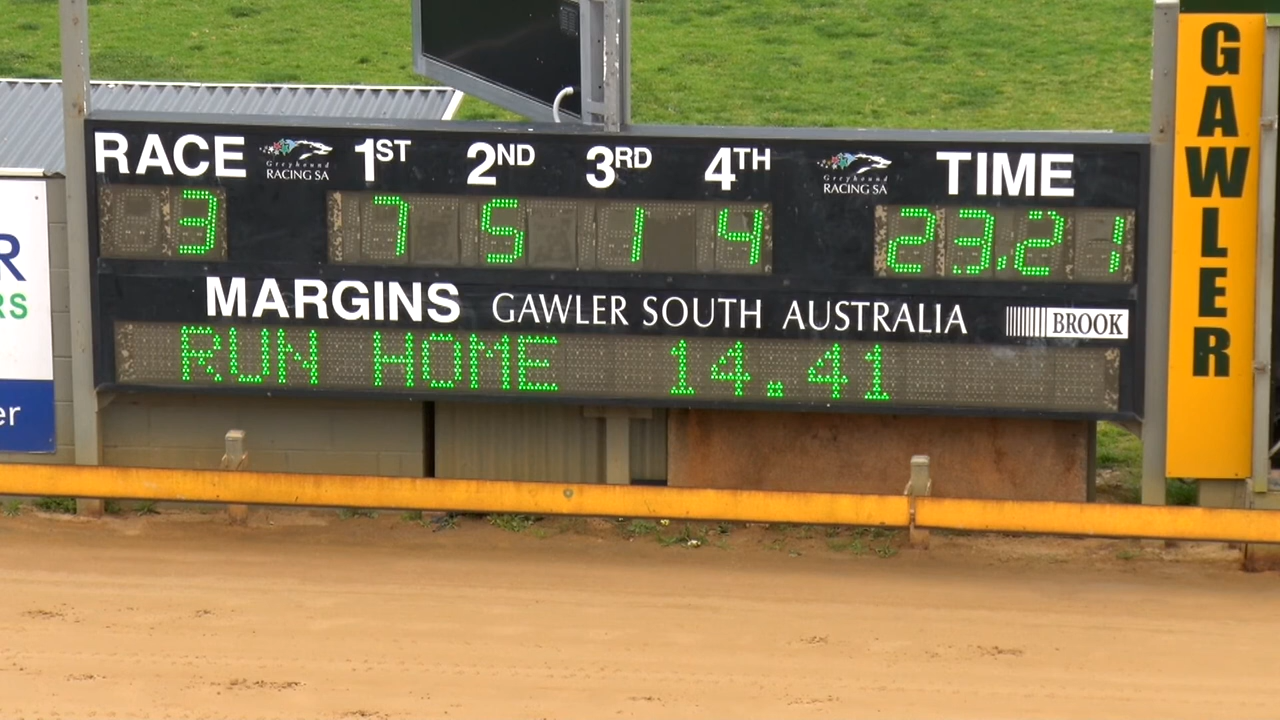 RACE Greyhound RACING SA 1ST 2ND 3RD 4TH Greyhound RACING SA TIME
3 7 5 1 4 23.21
MARGINS GAWLER SOUTH AUSTRALIA BROOK
RUN HOME 14.41
GAWLER
R
RS
er